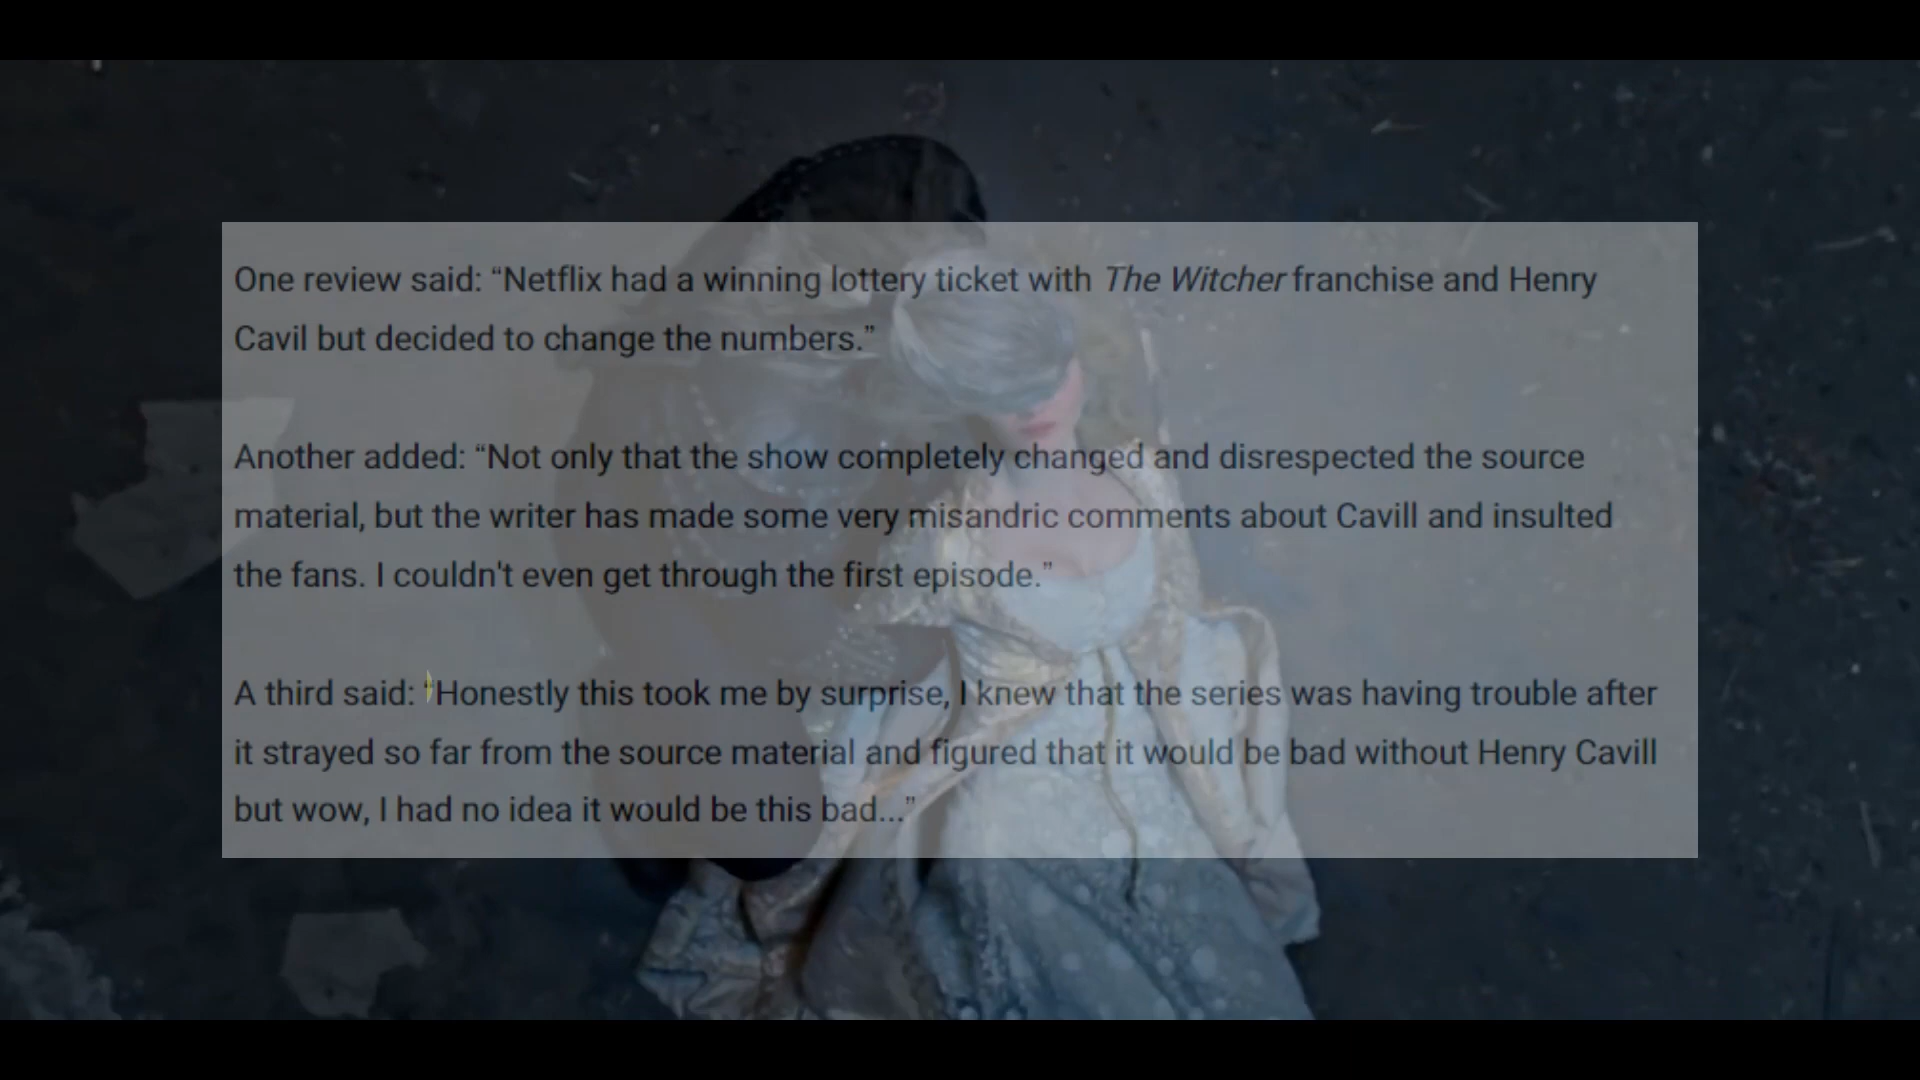 One review said: “Netflix had a winning lottery ticket with The Witcher franchise and Henry
Cavil but decided to change the numbers.”
Another added: “Not only that the show completely changed and disrespected the source
material, but the writer has made some very misandric comments about Cavill and insulted
the fans. I couldn't even get through the first episode.”
A third said: “Honestly this took me by surprise, I knew that the series was having trouble after
it strayed so far from the source material and figured that it would be bad without Henry Cavill
but wow, I had no idea it would be this bad...”